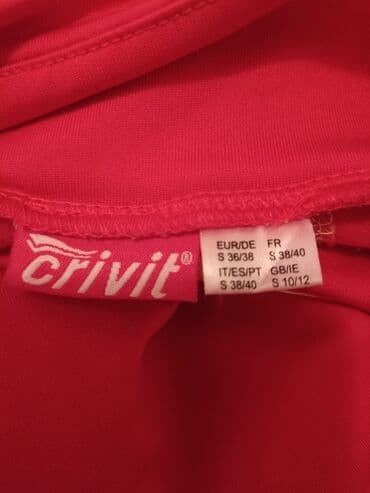 crivit®
EUR/DE FR
S 36/38 S 38/40
IT/ES/PT GB/IE
S 38/40 S 10/12